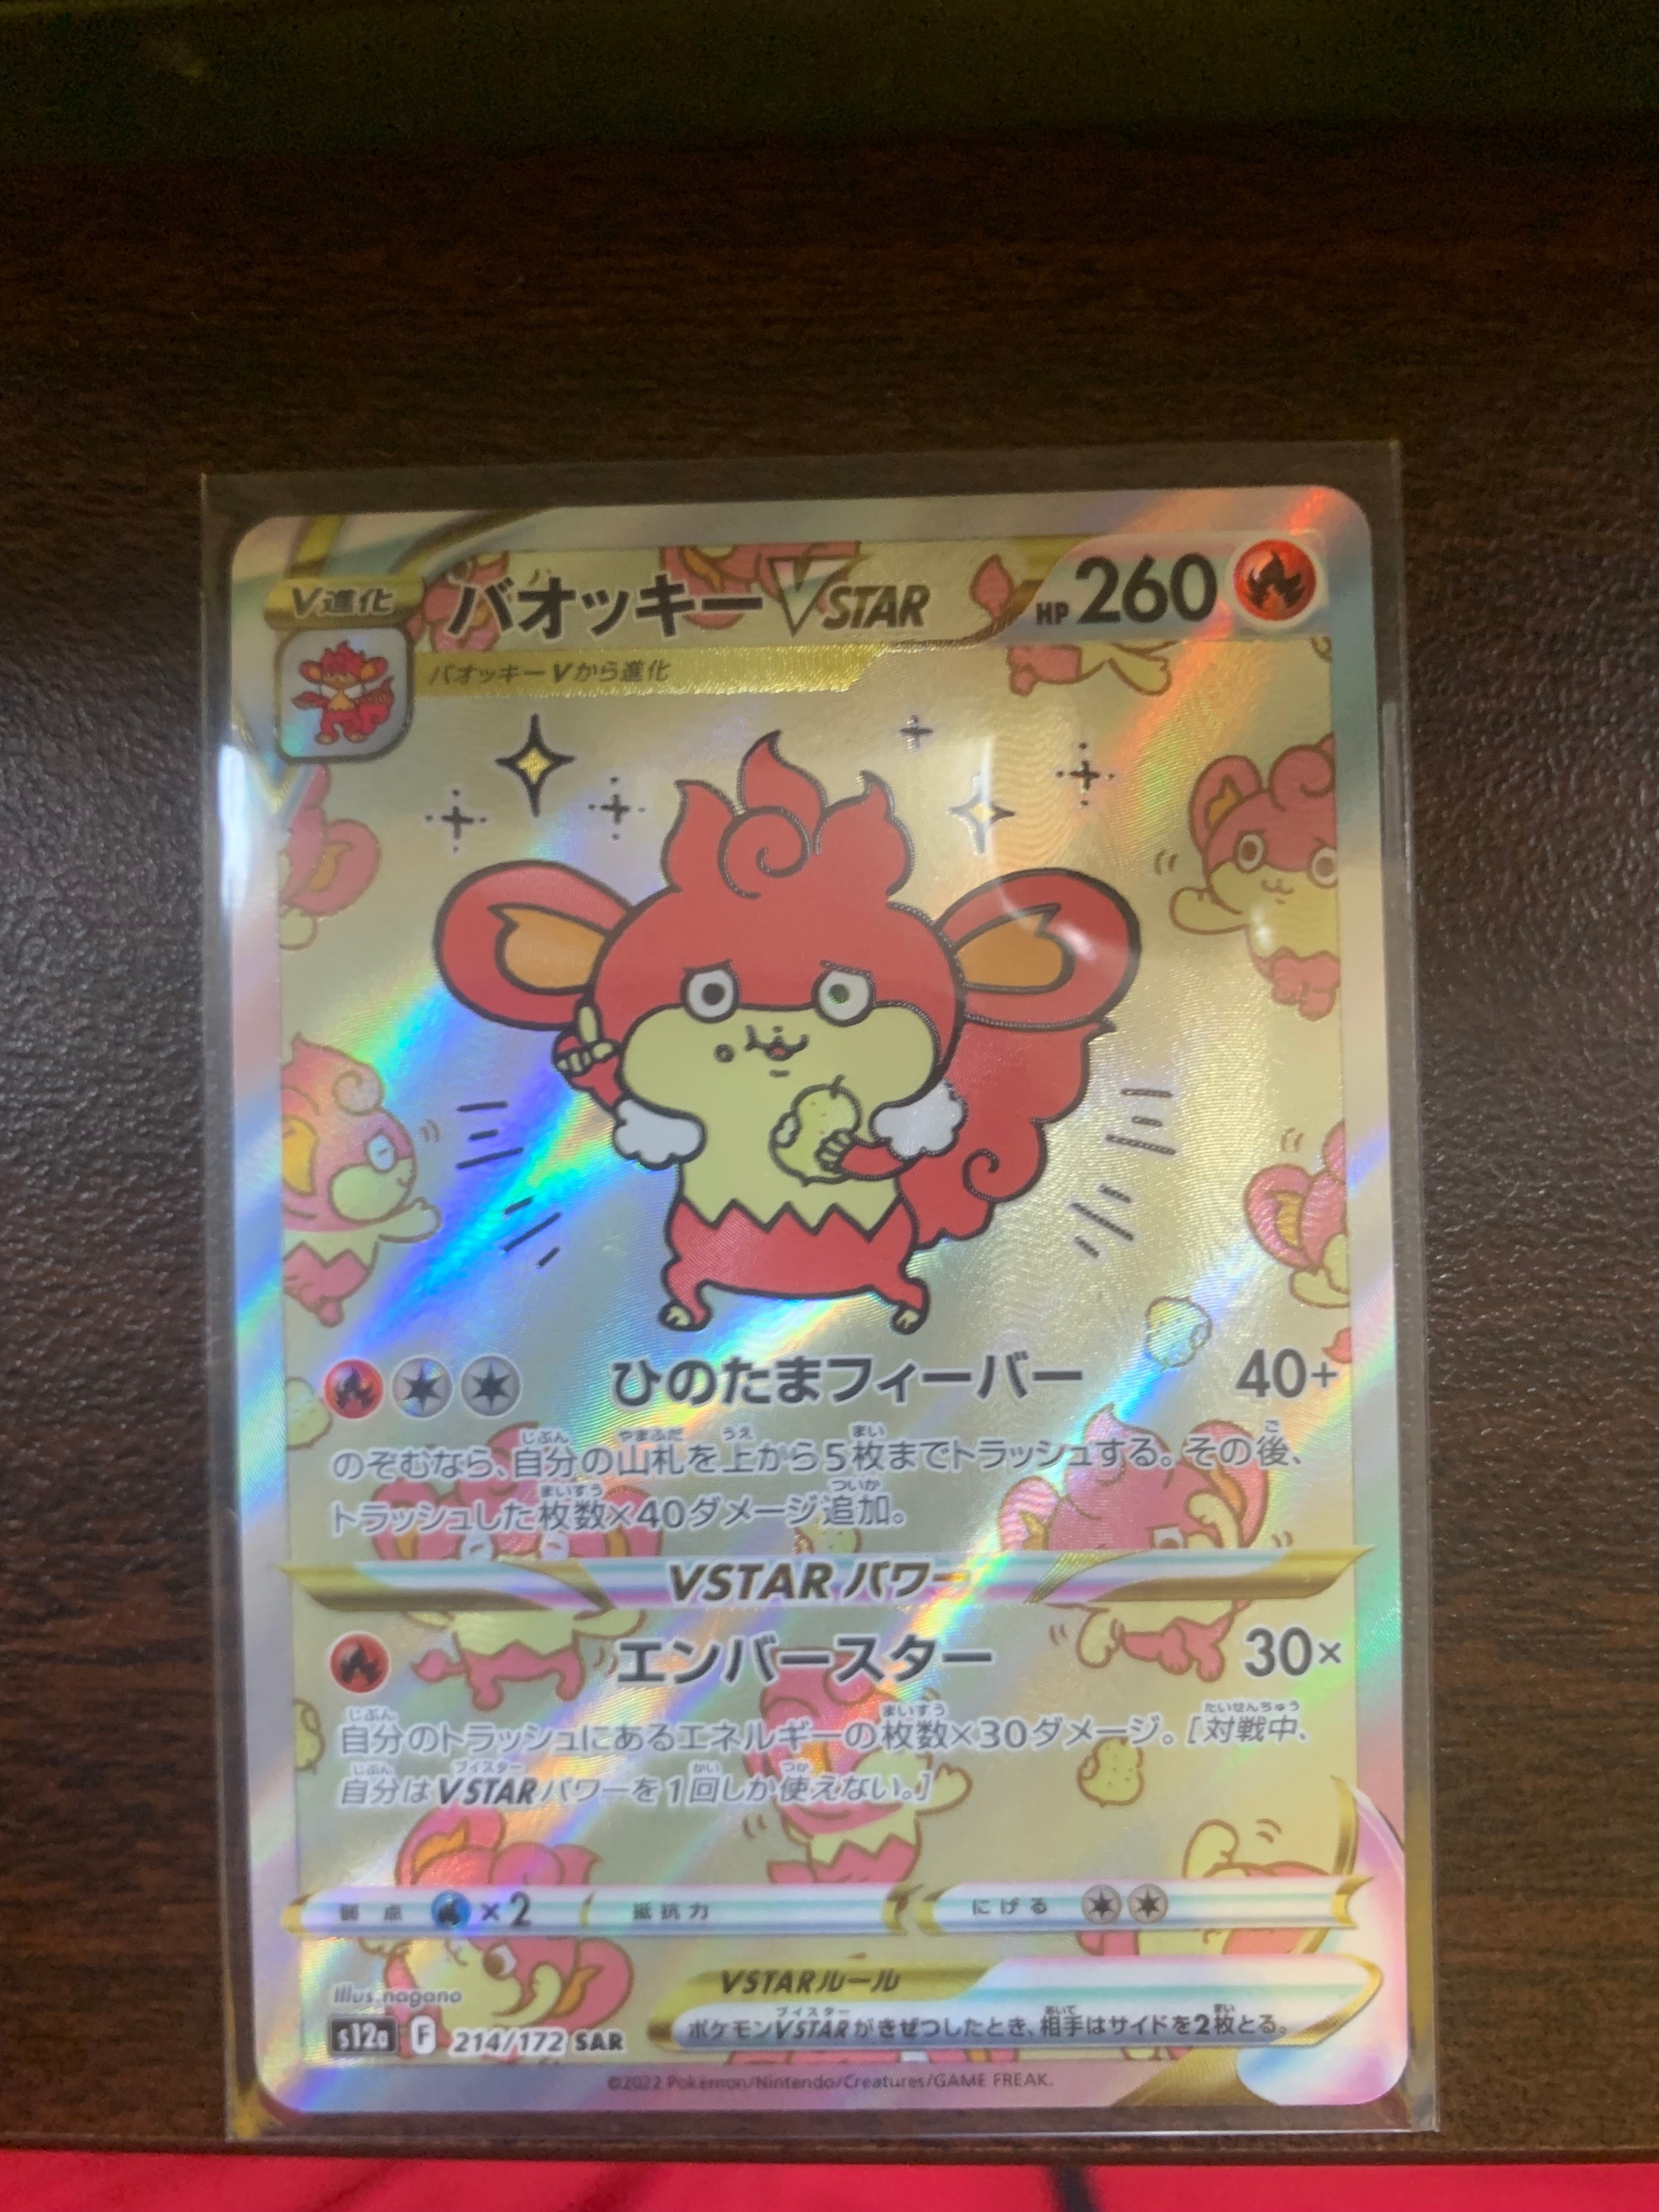 V進化
バオッキーVSTAR
HP 260
バオッキーVから進化
ひのたまフィーバー 40+
のぞむなら、自分の山札を上から5枚までトラッシュする。その後、
トラッシュした枚数×40ダメージ追加。
VSTARパワー
エンバースター 30×
自分のトラッシュにあるエネルギーの枚数×30ダメージ。[対戦中、
自分はVSTARパワーを1回しか使えない。]
弱点 ×2 抵抗力 にげる
Illus. nagano
VSTARルール
ポケモンVSTARがきぜつしたとき、相手はサイドを2枚とる。
s12a F 214/172 SAR
©2022 Pokémon/Nintendo/Creatures/GAME FREAK.